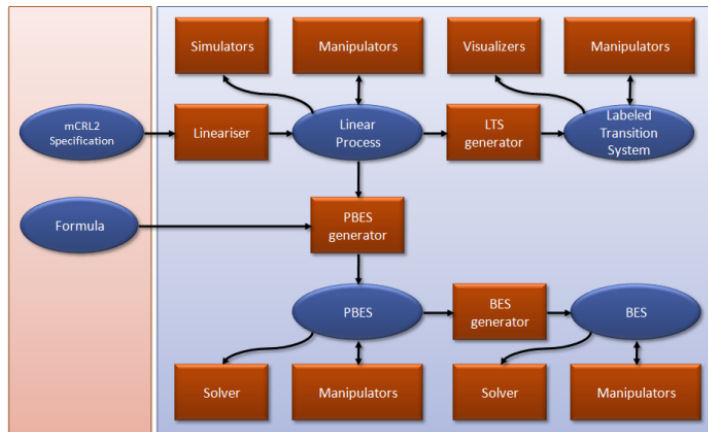 Simulators
Manipulators
Visualizers
Manipulators
mCRL2
Specification
Lineariser
Linear
Process
LTS
generator
Labeled
Transition
System
Formula
PBES
generator
PBES
BES
generator
BES
Solver
Manipulators
Solver
Manipulators